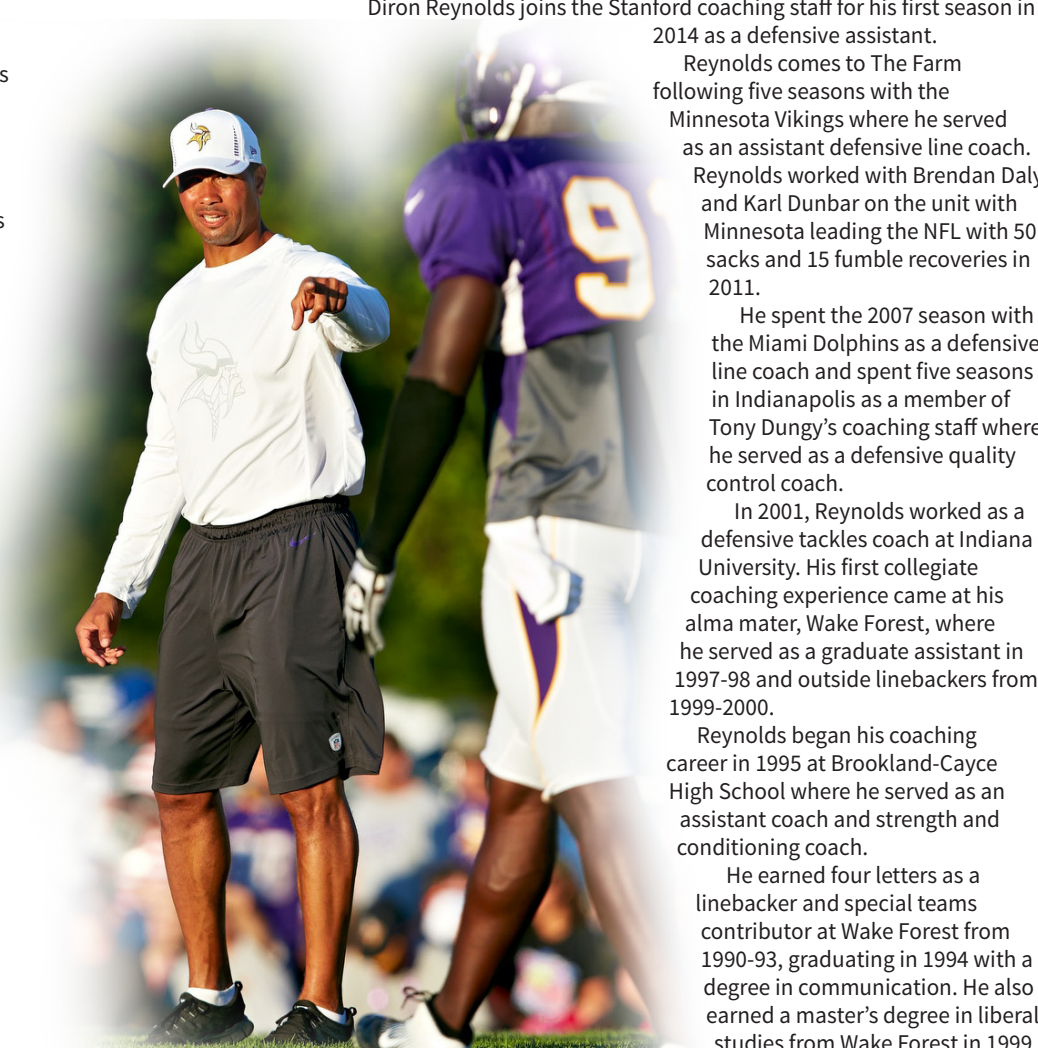 Diron Reynolds joins the Stanford coaching staff for his first season in
2014 as a defensive assistant.
Reynolds comes to The Farm
following five seasons with the
Minnesota Vikings where he served
as an assistant defensive line coach.
Reynolds worked with Brendan Daly
and Karl Dunbar on the unit with
Minnesota leading the NFL with 50
sacks and 15 fumble recoveries in
2011.
He spent the 2007 season with
the Miami Dolphins as a defensive
line coach and spent five seasons
in Indianapolis as a member of
Tony Dungy’s coaching staff where
he served as a defensive quality
control coach.
In 2001, Reynolds worked as a
defensive tackles coach at Indiana
University. His first collegiate
coaching experience came at his
alma mater, Wake Forest, where
he served as a graduate assistant in
1997-98 and outside linebackers from
1999-2000.
Reynolds began his coaching
career in 1995 at Brookland-Cayce
High School where he served as an
assistant coach and strength and
conditioning coach.
He earned four letters as a
linebacker and special teams
contributor at Wake Forest from
1990-93, graduating in 1994 with a
degree in communication. He also
earned a master’s degree in liberal
studies from Wake Forest in 1999.
s
s
9